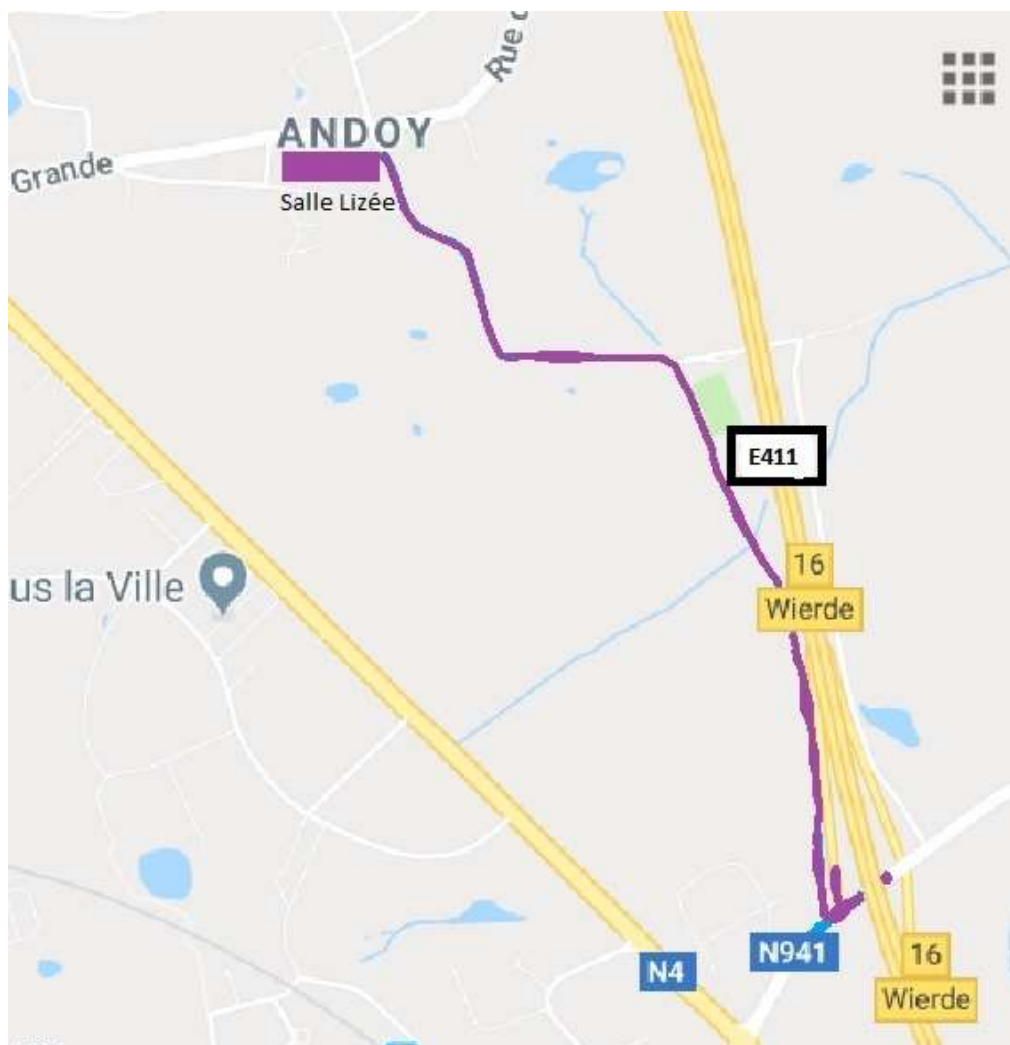 Rue
ANDOY
Grande
Salle Lizée
E411
16
Wierde
us la Ville
N941
N4
16
Wierde